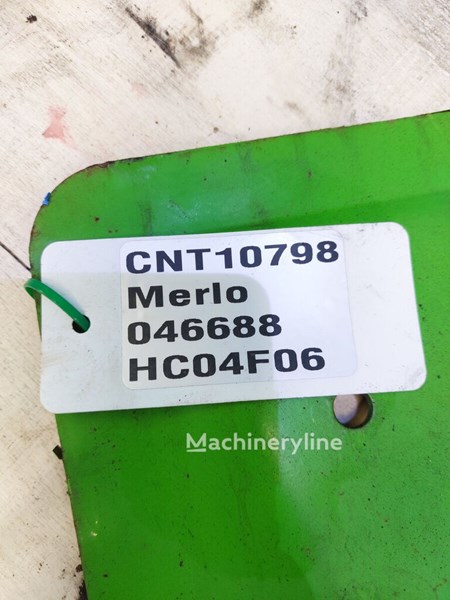 CNT10798
Merlo
046688
HC04F06
Machineryline